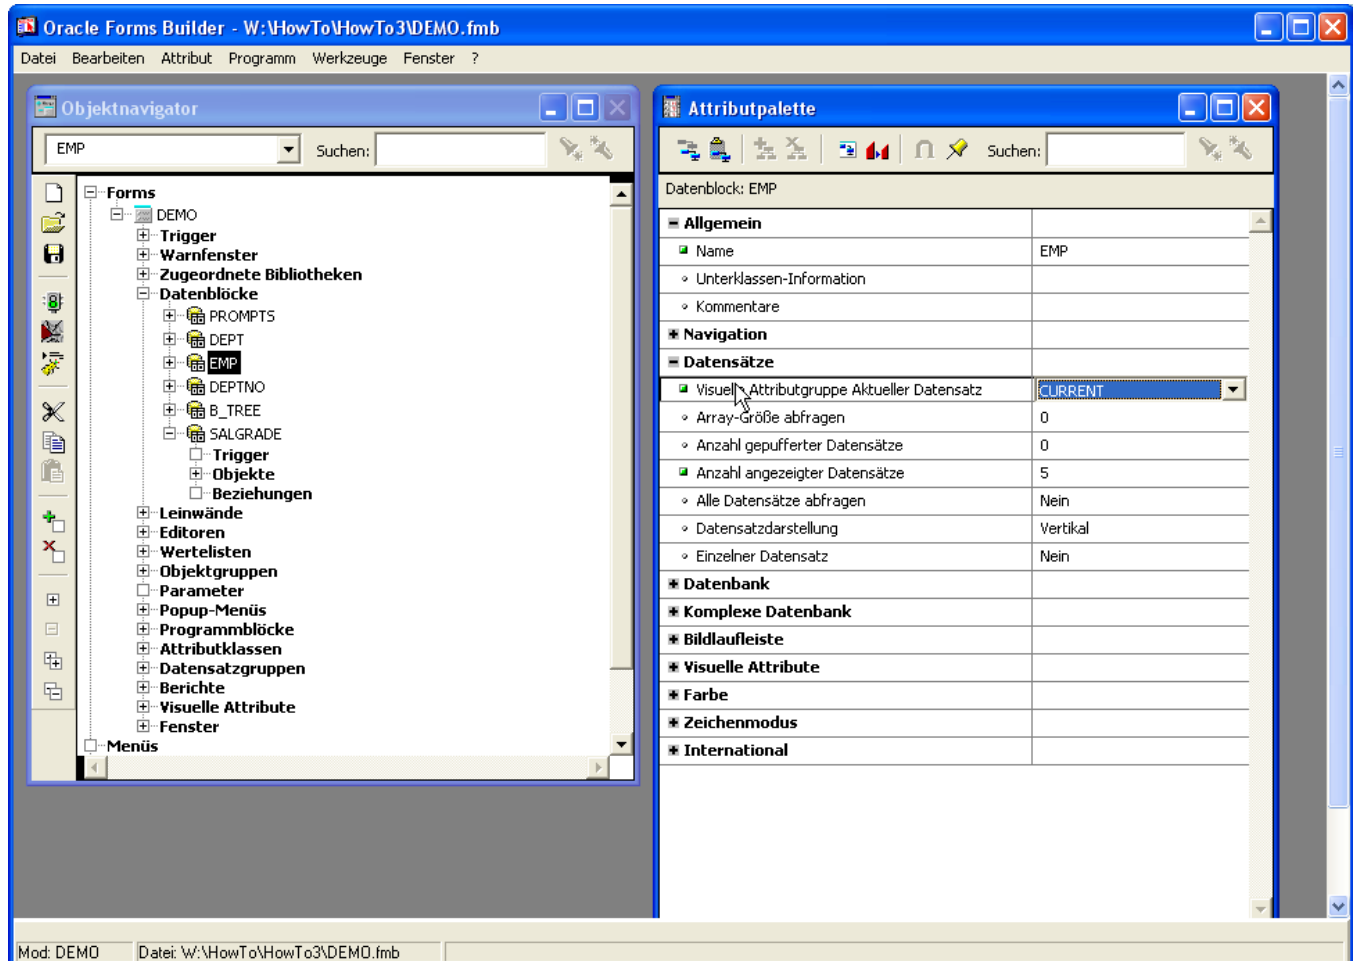 Oracle Forms Builder - W:\HowTo\HowTo3\DEMO.fmb
Datei Bearbeiten Attribut Programm Werkzeuge Fenster ?
Objektnavigator
EMP Suchen:
Forms
DEMO
Trigger
Warnfenster
Zugeordnete Bibliotheken
Datenblöcke
PROMPTS
DEPT
EMP
DEPTNO
B_TREE
SALGRADE
Trigger
Objekte
Beziehungen
Leinwände
Editoren
Wertelisten
Objektgruppen
Parameter
Popup-Menüs
Programmblöcke
Attributklassen
Datensatzgruppen
Berichte
Visuelle Attribute
Fenster
Menüs
Attributpalette
Suchen:
Datenblock: EMP
Allgemein
Name EMP
Unterklassen-Information
Kommentare
Navigation
Datensätze
Visuelle Attributgruppe Aktueller Datensatz CURRENT
Array-Größe abfragen 0
Anzahl gepufferter Datensätze 0
Anzahl angezeigter Datensätze 5
Alle Datensätze abfragen Nein
Datensatzdarstellung Vertikal
Einzelner Datensatz Nein
Datenbank
Komplexe Datenbank
Bildlaufleiste
Visuelle Attribute
Farbe
Zeichenmodus
International
Mod: DEMO Datei: W:\HowTo\HowTo3\DEMO.fmb